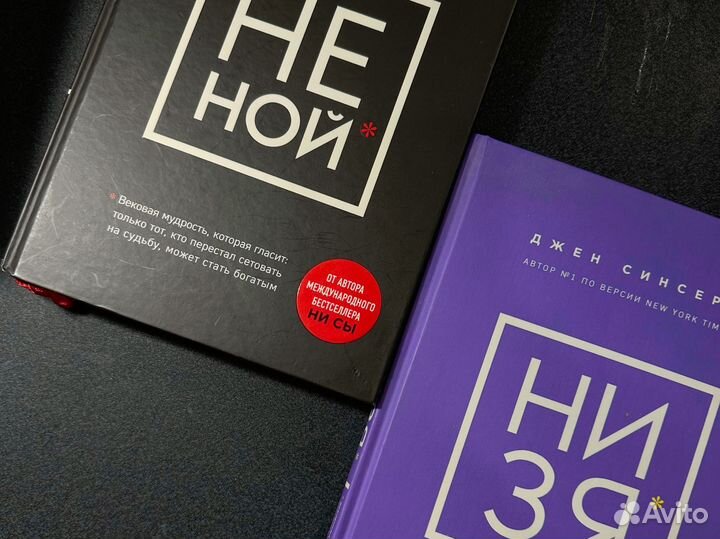 НЕ
НОЙ*
* Вековая мудрость, которая гласит:
только тот, кто перестал сетовать
на судьбу, может стать богатым
ОТ АВТОРА
МЕЖДУНАРОДНОГО
БЕСТСЕЛЛЕРА
НИ СЫ
ДЖЕН СИНСЕР
АВТОР №1 ПО ВЕРСИИ NEW YORK TIM
НИ
ЗЯ*
Avito